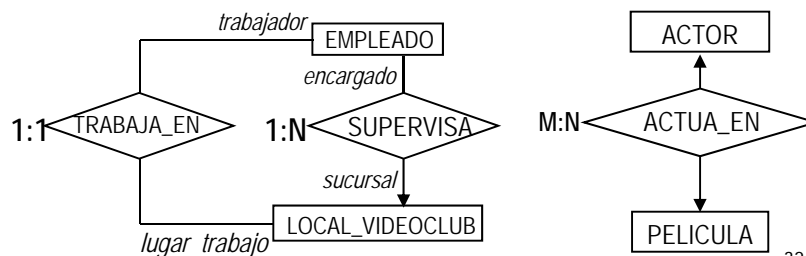 trabajador
EMPLEADO
ACTOR
encargado
1:1
TRABAJA_EN
1:N
SUPERVISA
M:N
ACTUA_EN
sucursal
LOCAL_VIDEOCLUB
PELICULA
lugar trabajo